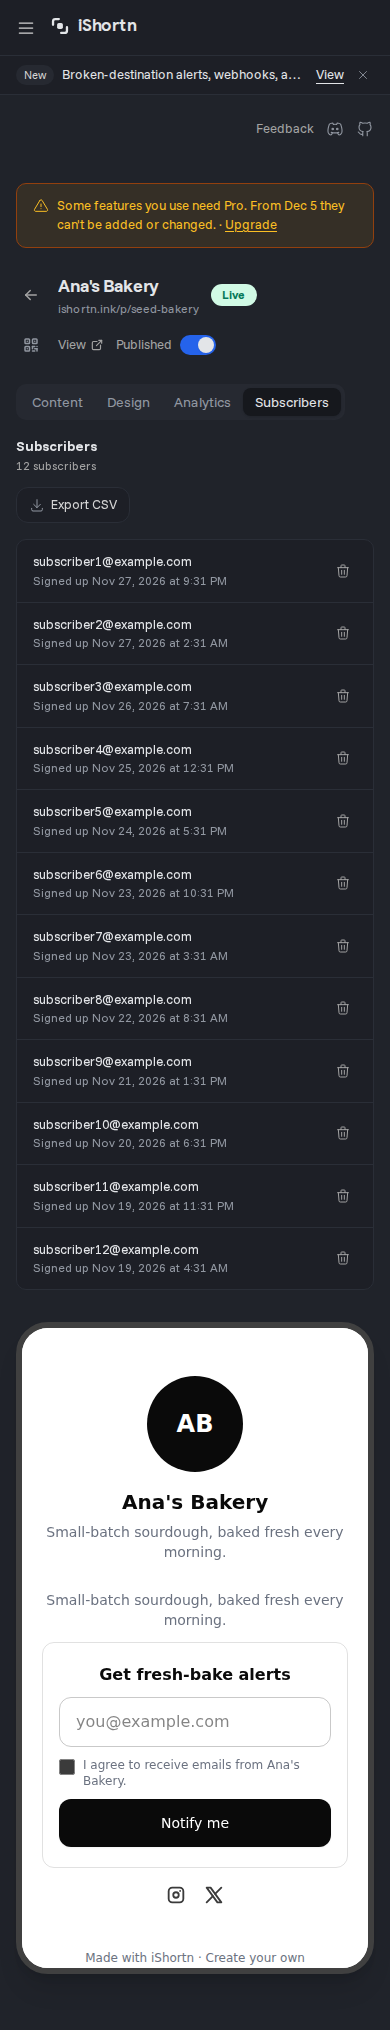 iShortn
New Broken-destination alerts, webhooks, a... View
Feedback
Some features you use need Pro. From Dec 5 they
can't be added or changed. · Upgrade
Ana's Bakery
ishortn.ink/p/seed-bakery
Live
View Published
Content Design Analytics Subscribers
Subscribers
12 subscribers
Export CSV
subscriber1@example.com
Signed up Nov 27, 2026 at 9:31 PM
subscriber2@example.com
Signed up Nov 27, 2026 at 2:31 AM
subscriber3@example.com
Signed up Nov 26, 2026 at 7:31 AM
subscriber4@example.com
Signed up Nov 25, 2026 at 12:31 PM
subscriber5@example.com
Signed up Nov 24, 2026 at 5:31 PM
subscriber6@example.com
Signed up Nov 23, 2026 at 10:31 PM
subscriber7@example.com
Signed up Nov 23, 2026 at 3:31 AM
subscriber8@example.com
Signed up Nov 22, 2026 at 8:31 AM
subscriber9@example.com
Signed up Nov 21, 2026 at 1:31 PM
subscriber10@example.com
Signed up Nov 20, 2026 at 6:31 PM
subscriber11@example.com
Signed up Nov 19, 2026 at 11:31 PM
subscriber12@example.com
Signed up Nov 19, 2026 at 4:31 AM
AB
Ana's Bakery
Small-batch sourdough, baked fresh every
morning.
Small-batch sourdough, baked fresh every
morning.
Get fresh-bake alerts
you@example.com
I agree to receive emails from Ana's
Bakery.
Notify me
Made with iShortn · Create your own